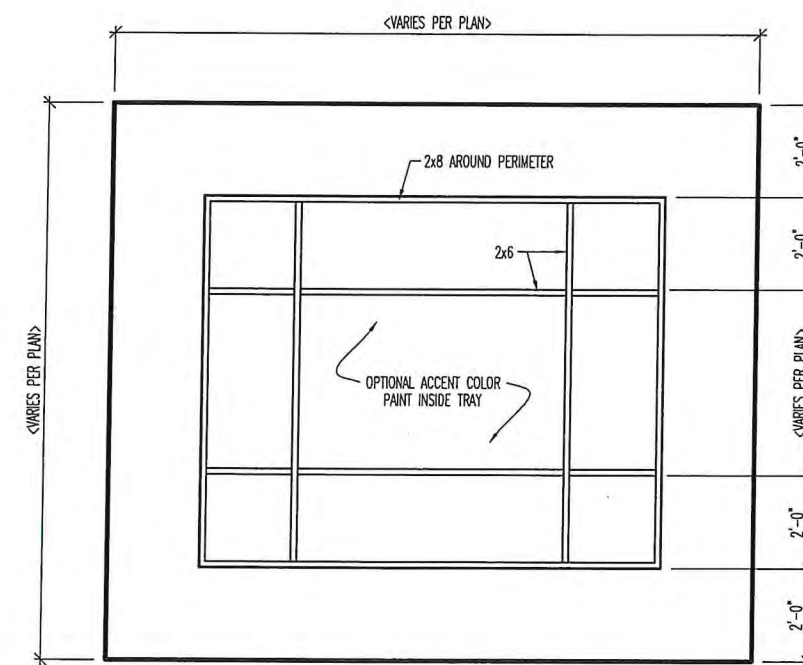 <VARIES PER PLAN>
2'-0"
2x8 AROUND PERIMETER
2'-0"
2x6
<VARIES PER PLAN>
<VARIES PER PLAN>
OPTIONAL ACCENT COLOR
PAINT INSIDE TRAY
2'-0"
2'-0"